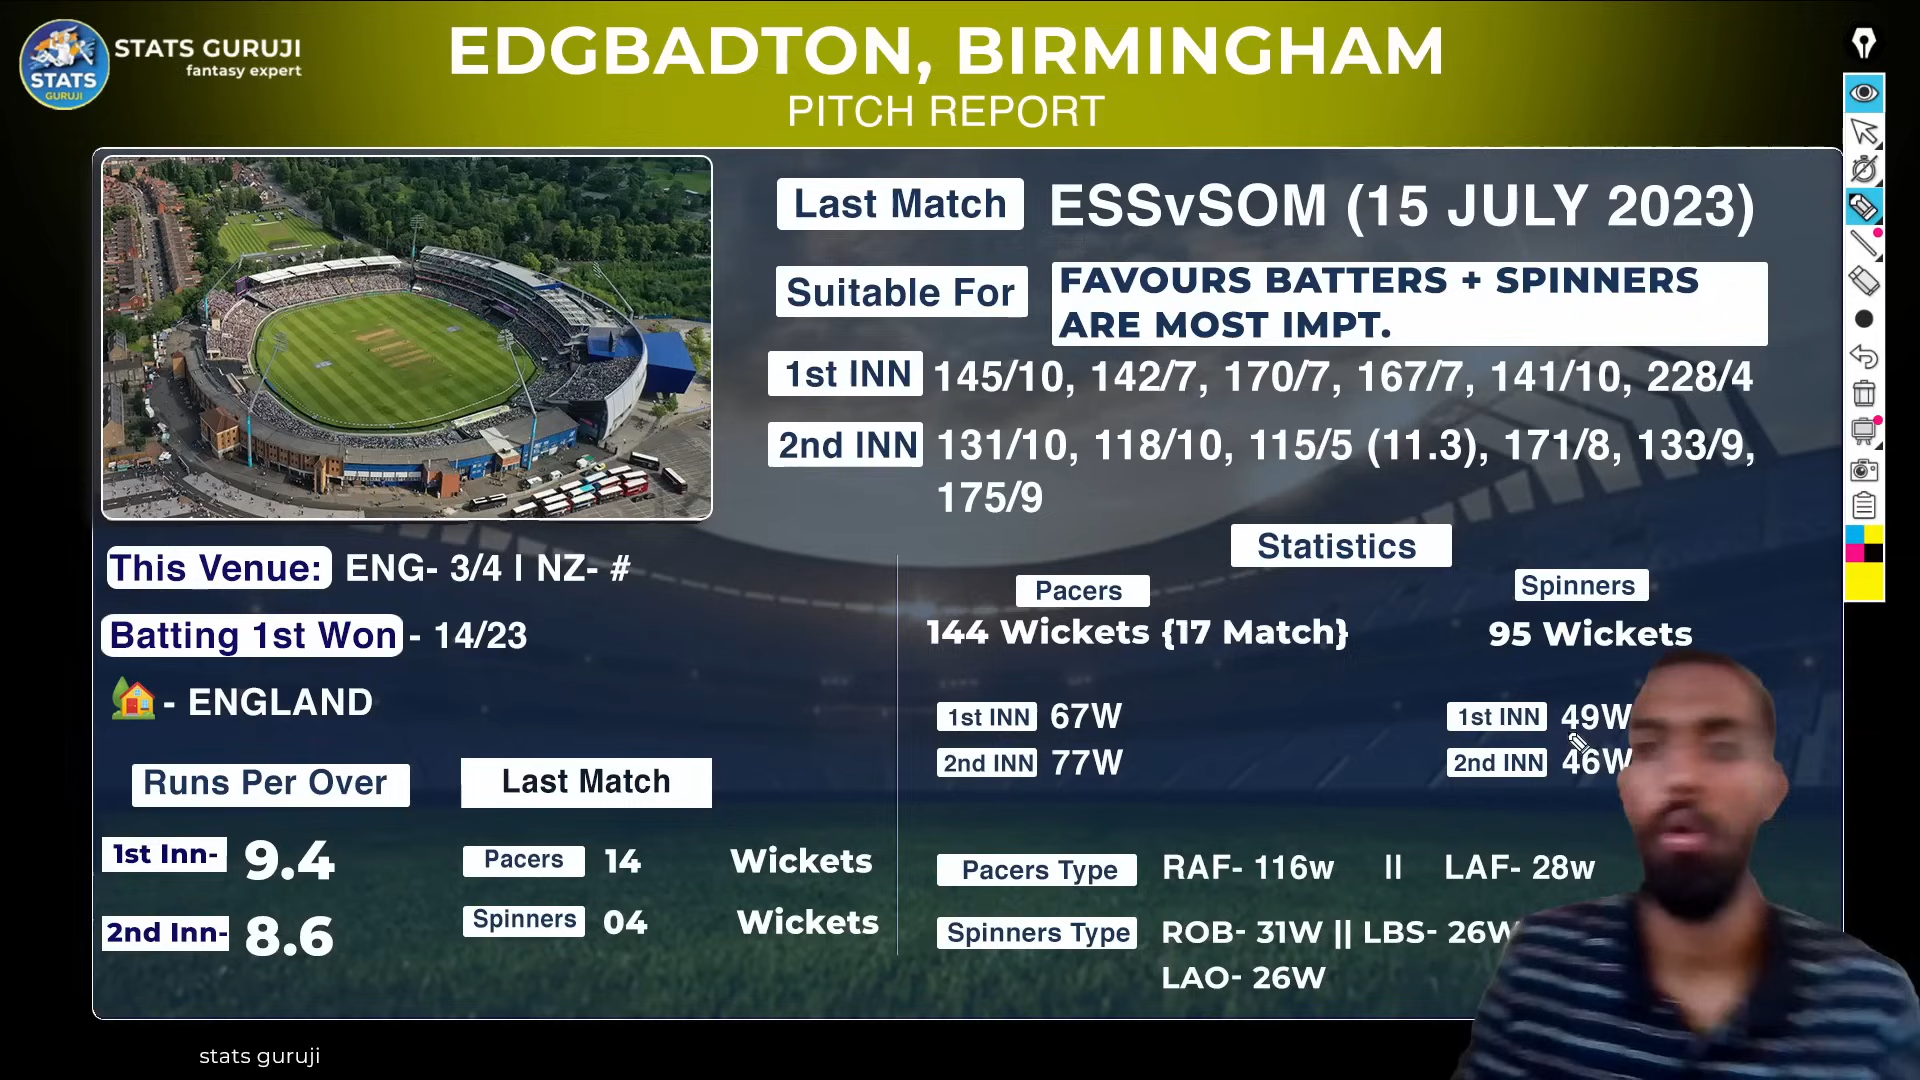 STATS GURUJI
fantasy expert
STATS
GURUJI
EDGBADTON, BIRMINGHAM
PITCH REPORT
Last Match ESSvSOM (15 JULY 2023)
Suitable For FAVOURS BATTERS + SPINNERS
ARE MOST IMPT.
1st INN 145/10, 142/7, 170/7, 167/7, 141/10, 228/4
2nd INN 131/10, 118/10, 115/5 (11.3), 171/8, 133/9,
175/9
This Venue: ENG- 3/4 | NZ- #
Batting 1st Won - 14/23
- ENGLAND
Runs Per Over
1st Inn- 9.4
2nd Inn- 8.6
Last Match
Pacers 14 Wickets
Spinners 04 Wickets
Statistics
Pacers
144 Wickets {17 Match}
1st INN 67W
2nd INN 77W
Spinners
95 Wickets
1st INN 49W
2nd INN 46W
Pacers Type RAF- 116w || LAF- 28w
Spinners Type ROB- 31W || LBS- 26W
LAO- 26W
stats guruji